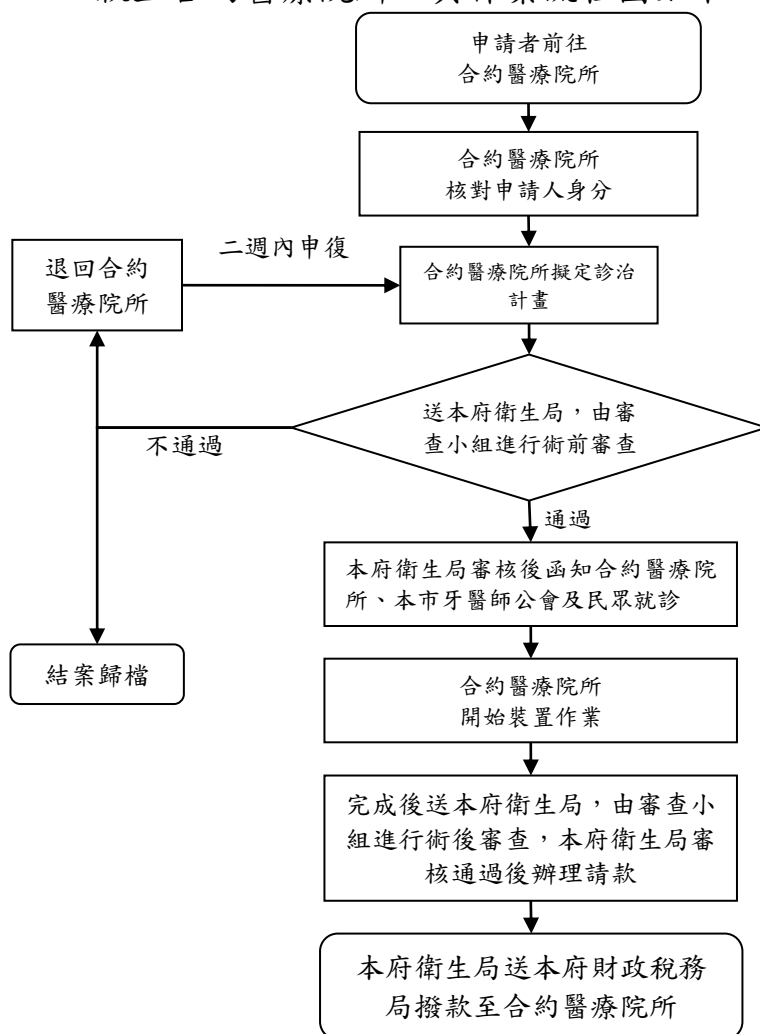 申請者前往
合約醫療院所
合約醫療院所
核對申請人身分
二週內申復
退回合約
醫療院所
合約醫療院所擬定診治
計畫
送本府衛生局，由審
查小組進行術前審查
不通過
通過
本府衛生局審核後函知合約醫療院
所、本市牙醫師公會及民眾就診
結案歸檔
合約醫療院所
開始裝置作業
完成後送本府衛生局，由審查小
組進行術後審查，本府衛生局審
核通過後辦理請款
本府衛生局送本府財政稅務
局撥款至合約醫療院所